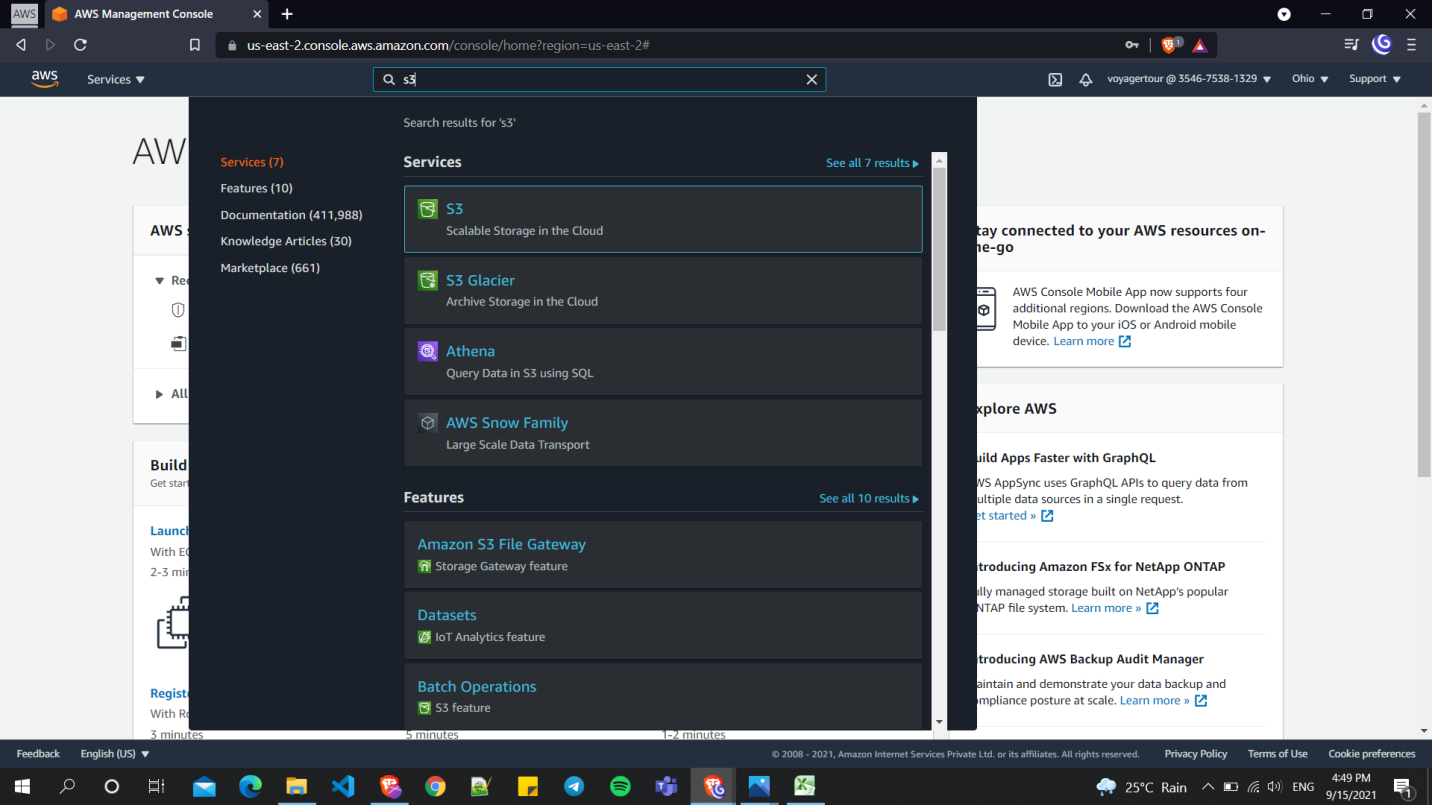 AWS
AWS Management Console
us-east-2.console.aws.amazon.com/console/home?region=us-east-2#
1
aws
Services
s3
voyagertour @ 3546-7538-1329
Ohio
Support
Search results for 's3'
Services (7)
Features (10)
Documentation (411,988)
Knowledge Articles (30)
Marketplace (661)
Services
See all 7 results
S3
Scalable Storage in the Cloud
S3 Glacier
Archive Storage in the Cloud
Athena
Query Data in S3 using SQL
AWS Snow Family
Large Scale Data Transport
Features
See all 10 results
Amazon S3 File Gateway
Storage Gateway feature
Datasets
IoT Analytics feature
Batch Operations
S3 feature
AW
AWS s
Rec
All
Build
Get start
Launch
With EC
2-3 min
Registe
With Ro
3 minutes
5 minutes
1-2 minutes
tay connected to your AWS resources on-
he-go
AWS Console Mobile App now supports four
additional regions. Download the AWS Console
Mobile App to your iOS or Android mobile
device. Learn more
xplore AWS
uild Apps Faster with GraphQL
WS AppSync uses GraphQL APIs to query data from
ultiple data sources in a single request.
et started »
ntroducing Amazon FSx for NetApp ONTAP
ully managed storage built on NetApp's popular
NTAP file system. Learn more »
ntroducing AWS Backup Audit Manager
aintain and demonstrate your data backup and
ompliance posture at scale. Learn more »
Feedback
English (US)
© 2008 - 2021, Amazon Internet Services Private Ltd. or its affiliates. All rights reserved.
Privacy Policy
Terms of Use
Cookie preferences
25°C Rain
ENG
4:49 PM
9/15/2021
1